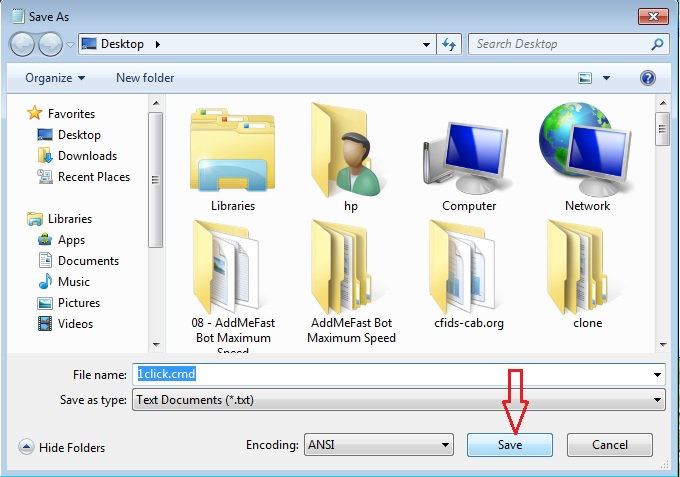 Save As
Desktop
Search Desktop
Organize
New folder
Favorites
Desktop
Downloads
Recent Places
Libraries
Apps
Documents
Music
Pictures
Videos
Libraries
hp
Computer
Network
08 - AddMeFast
Bot Maximum
Speed
AddMeFast Bot
Maximum Speed
cfids-cab.org
clone
File name: 1click.cmd
Save as type: Text Documents (*.txt)
Hide Folders
Encoding: ANSI
Save
Cancel